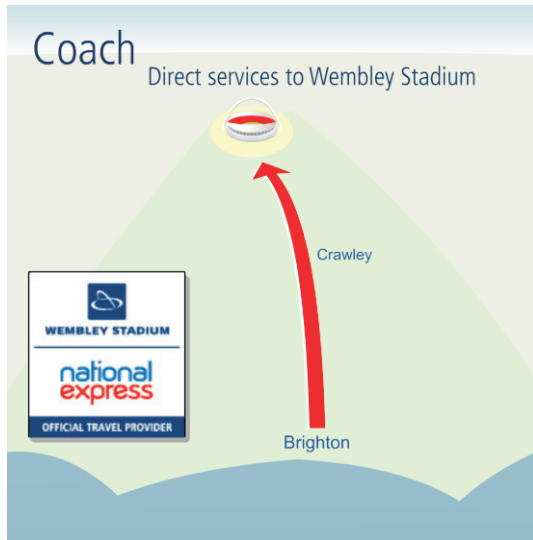 Coach
Direct services to Wembley Stadium
Crawley
WEMBLEY STADIUM
national
express
OFFICIAL TRAVEL PROVIDER
Brighton